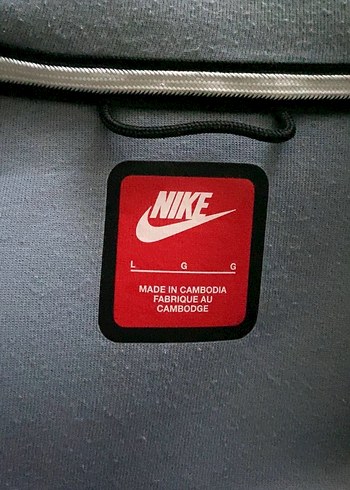 NIKE
L G G
MADE IN CAMBODIA
FABRIQUE AU
CAMBODGE